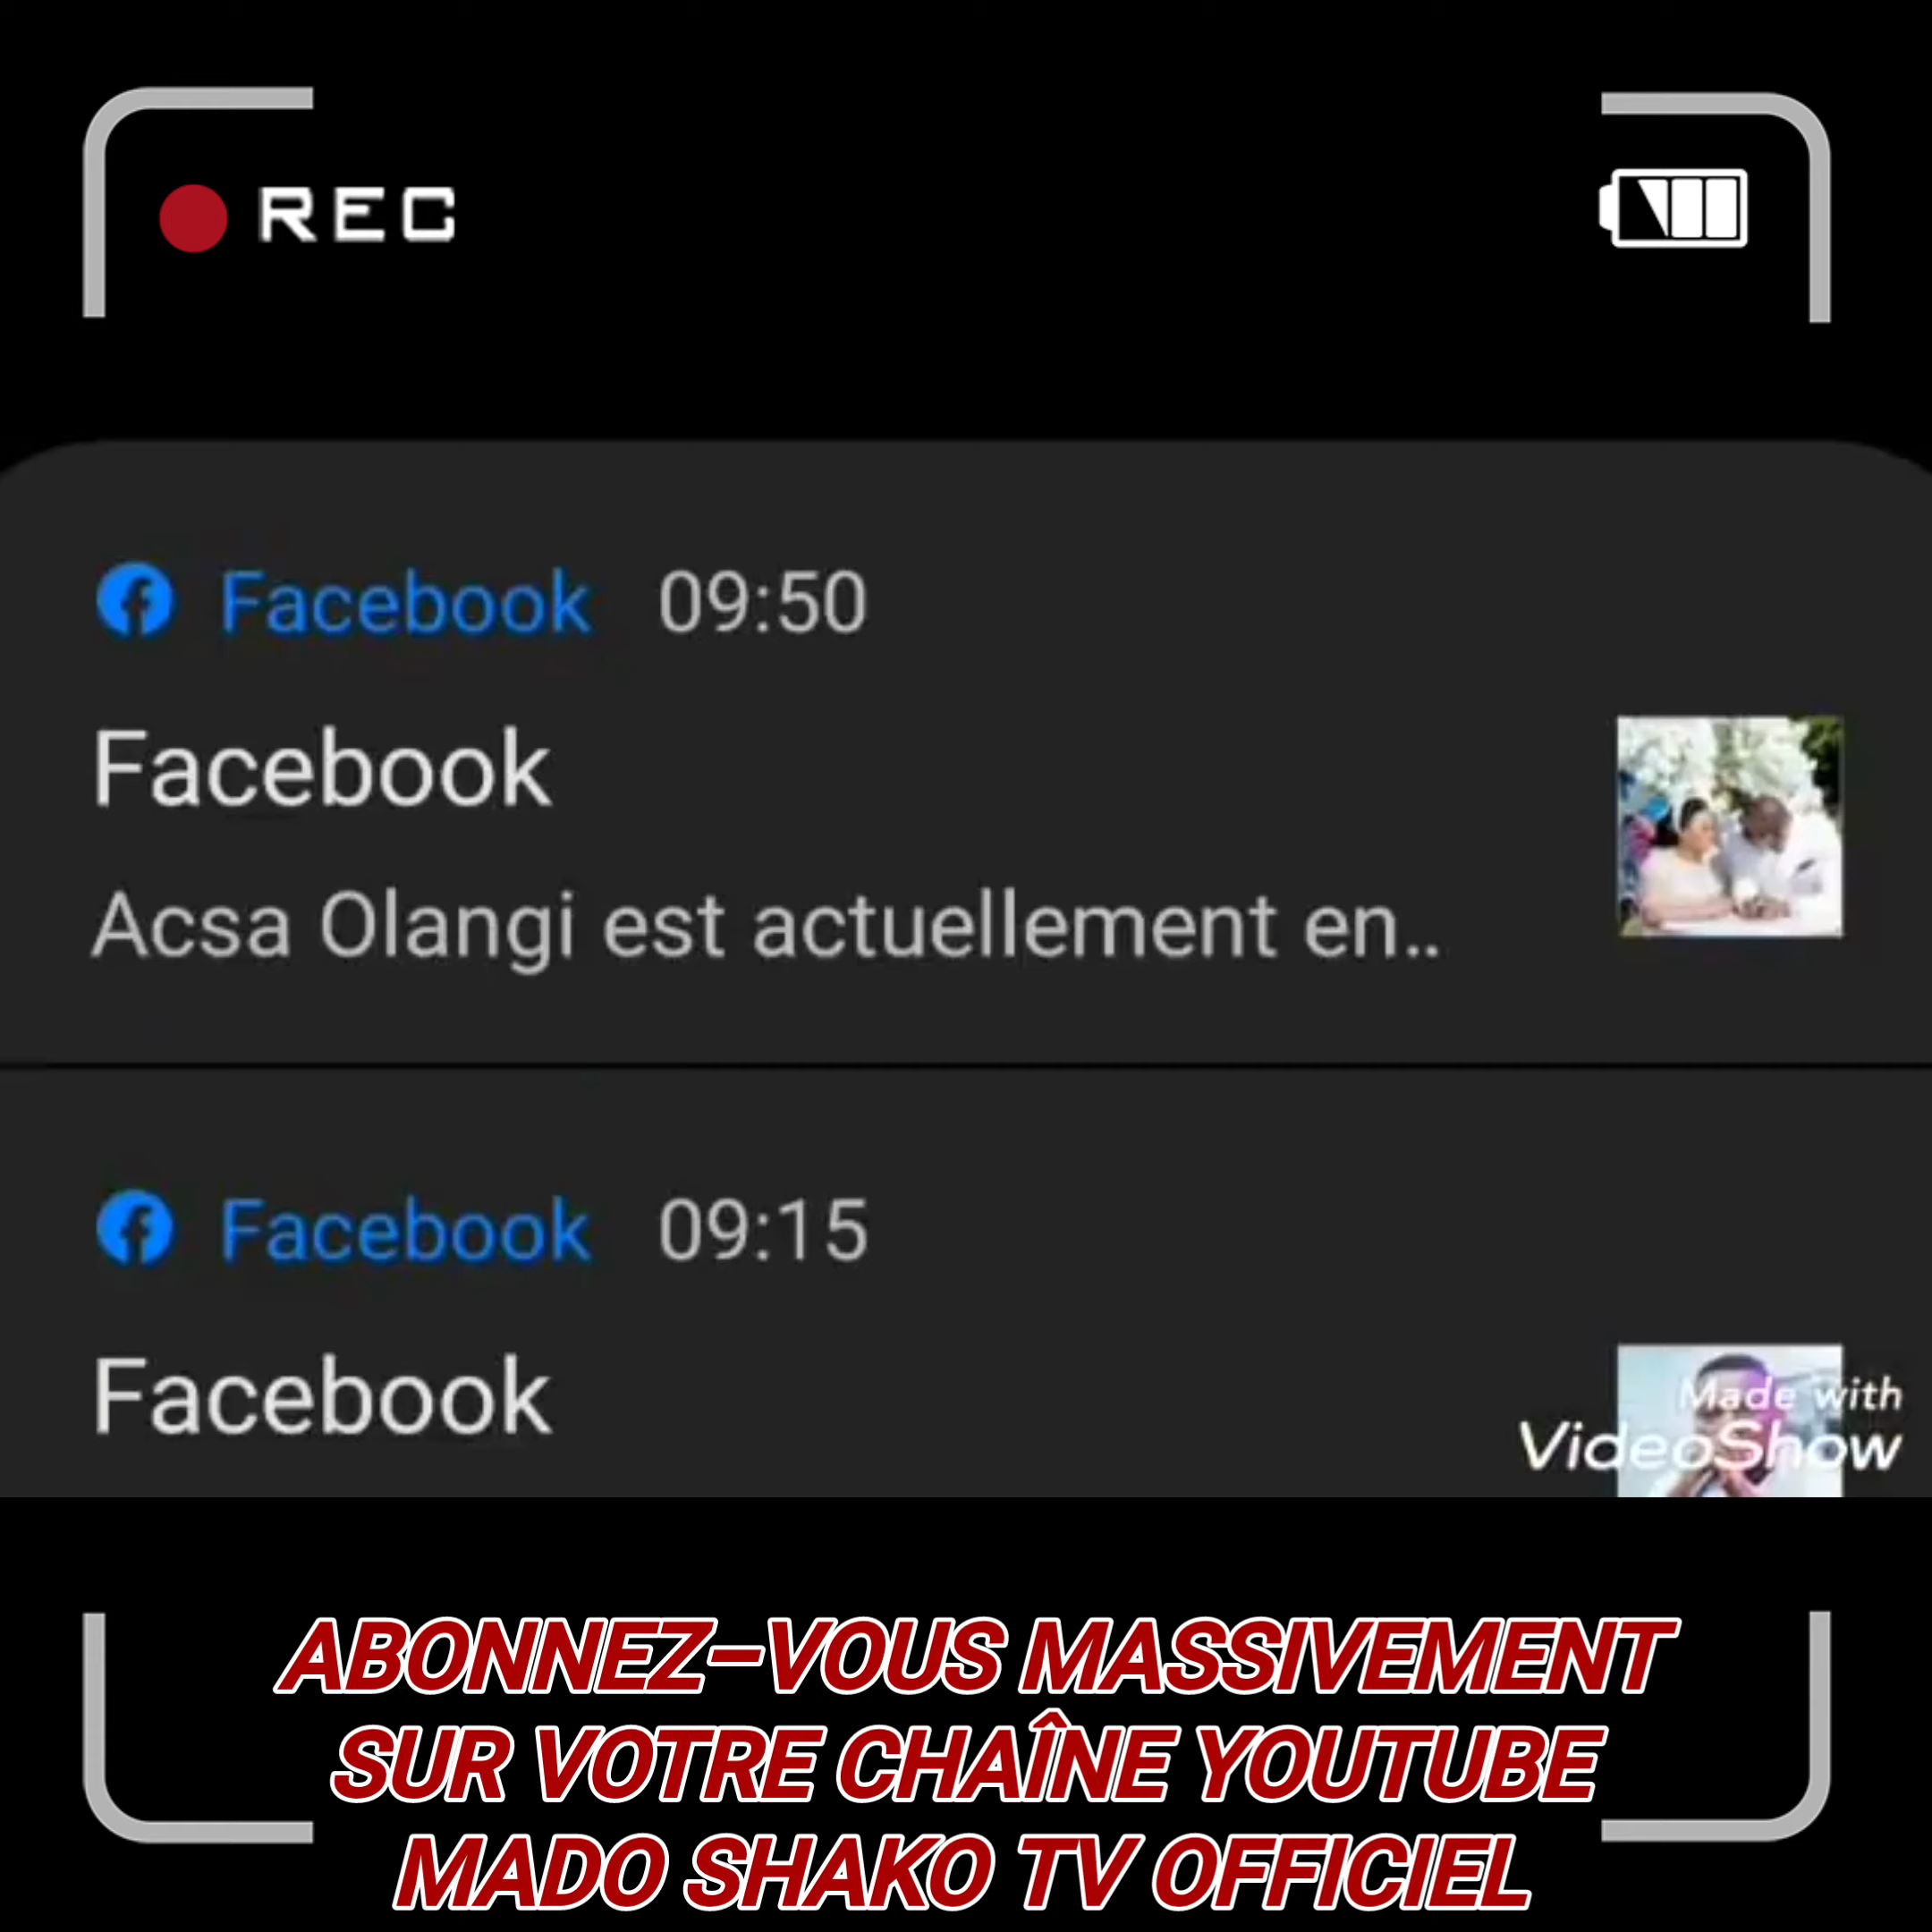 REC
Facebook 09:50
Facebook
Acsa Olangi est actuellement en..
Facebook 09:15
Facebook
Made with
VideoShow
ABONNEZ-VOUS MASSIVEMENT
SUR VOTRE CHAÎNE YOUTUBE
MADO SHAKO TV OFFICIEL